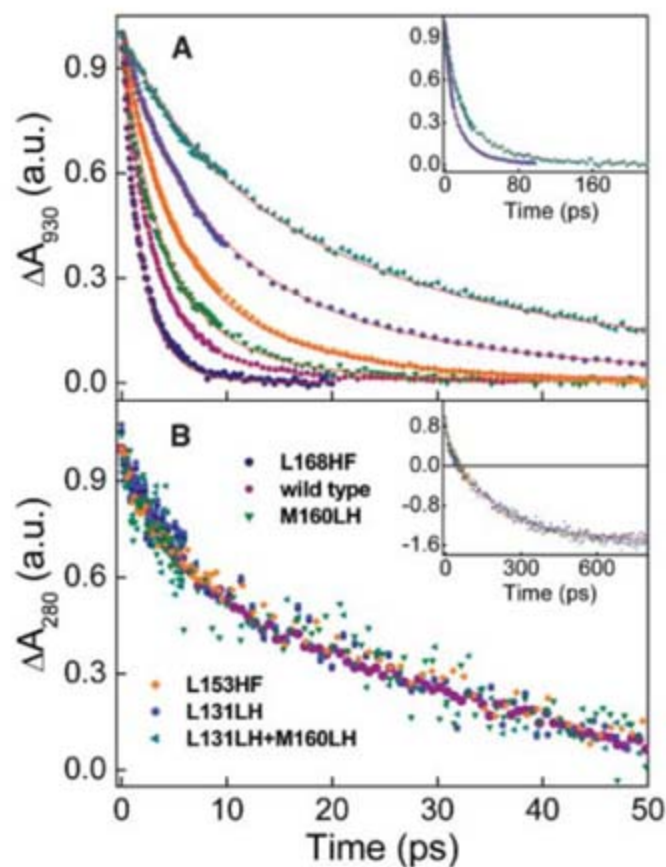 A
ΔA₉₃₀ (a.u.)
0.9
0.6
0.3
0.0
0.9
0.6
0.3
0.0
0 80 160
Time (ps)
B
ΔA₂₈₀ (a.u.)
0.9
0.6
0.3
0.0
L168HF
wild type
M160LH
L153HF
L131LH
L131LH+M160LH
0.8
0.0
-0.8
-1.6
0 300 600
Time (ps)
0 10 20 30 40 50
Time (ps)